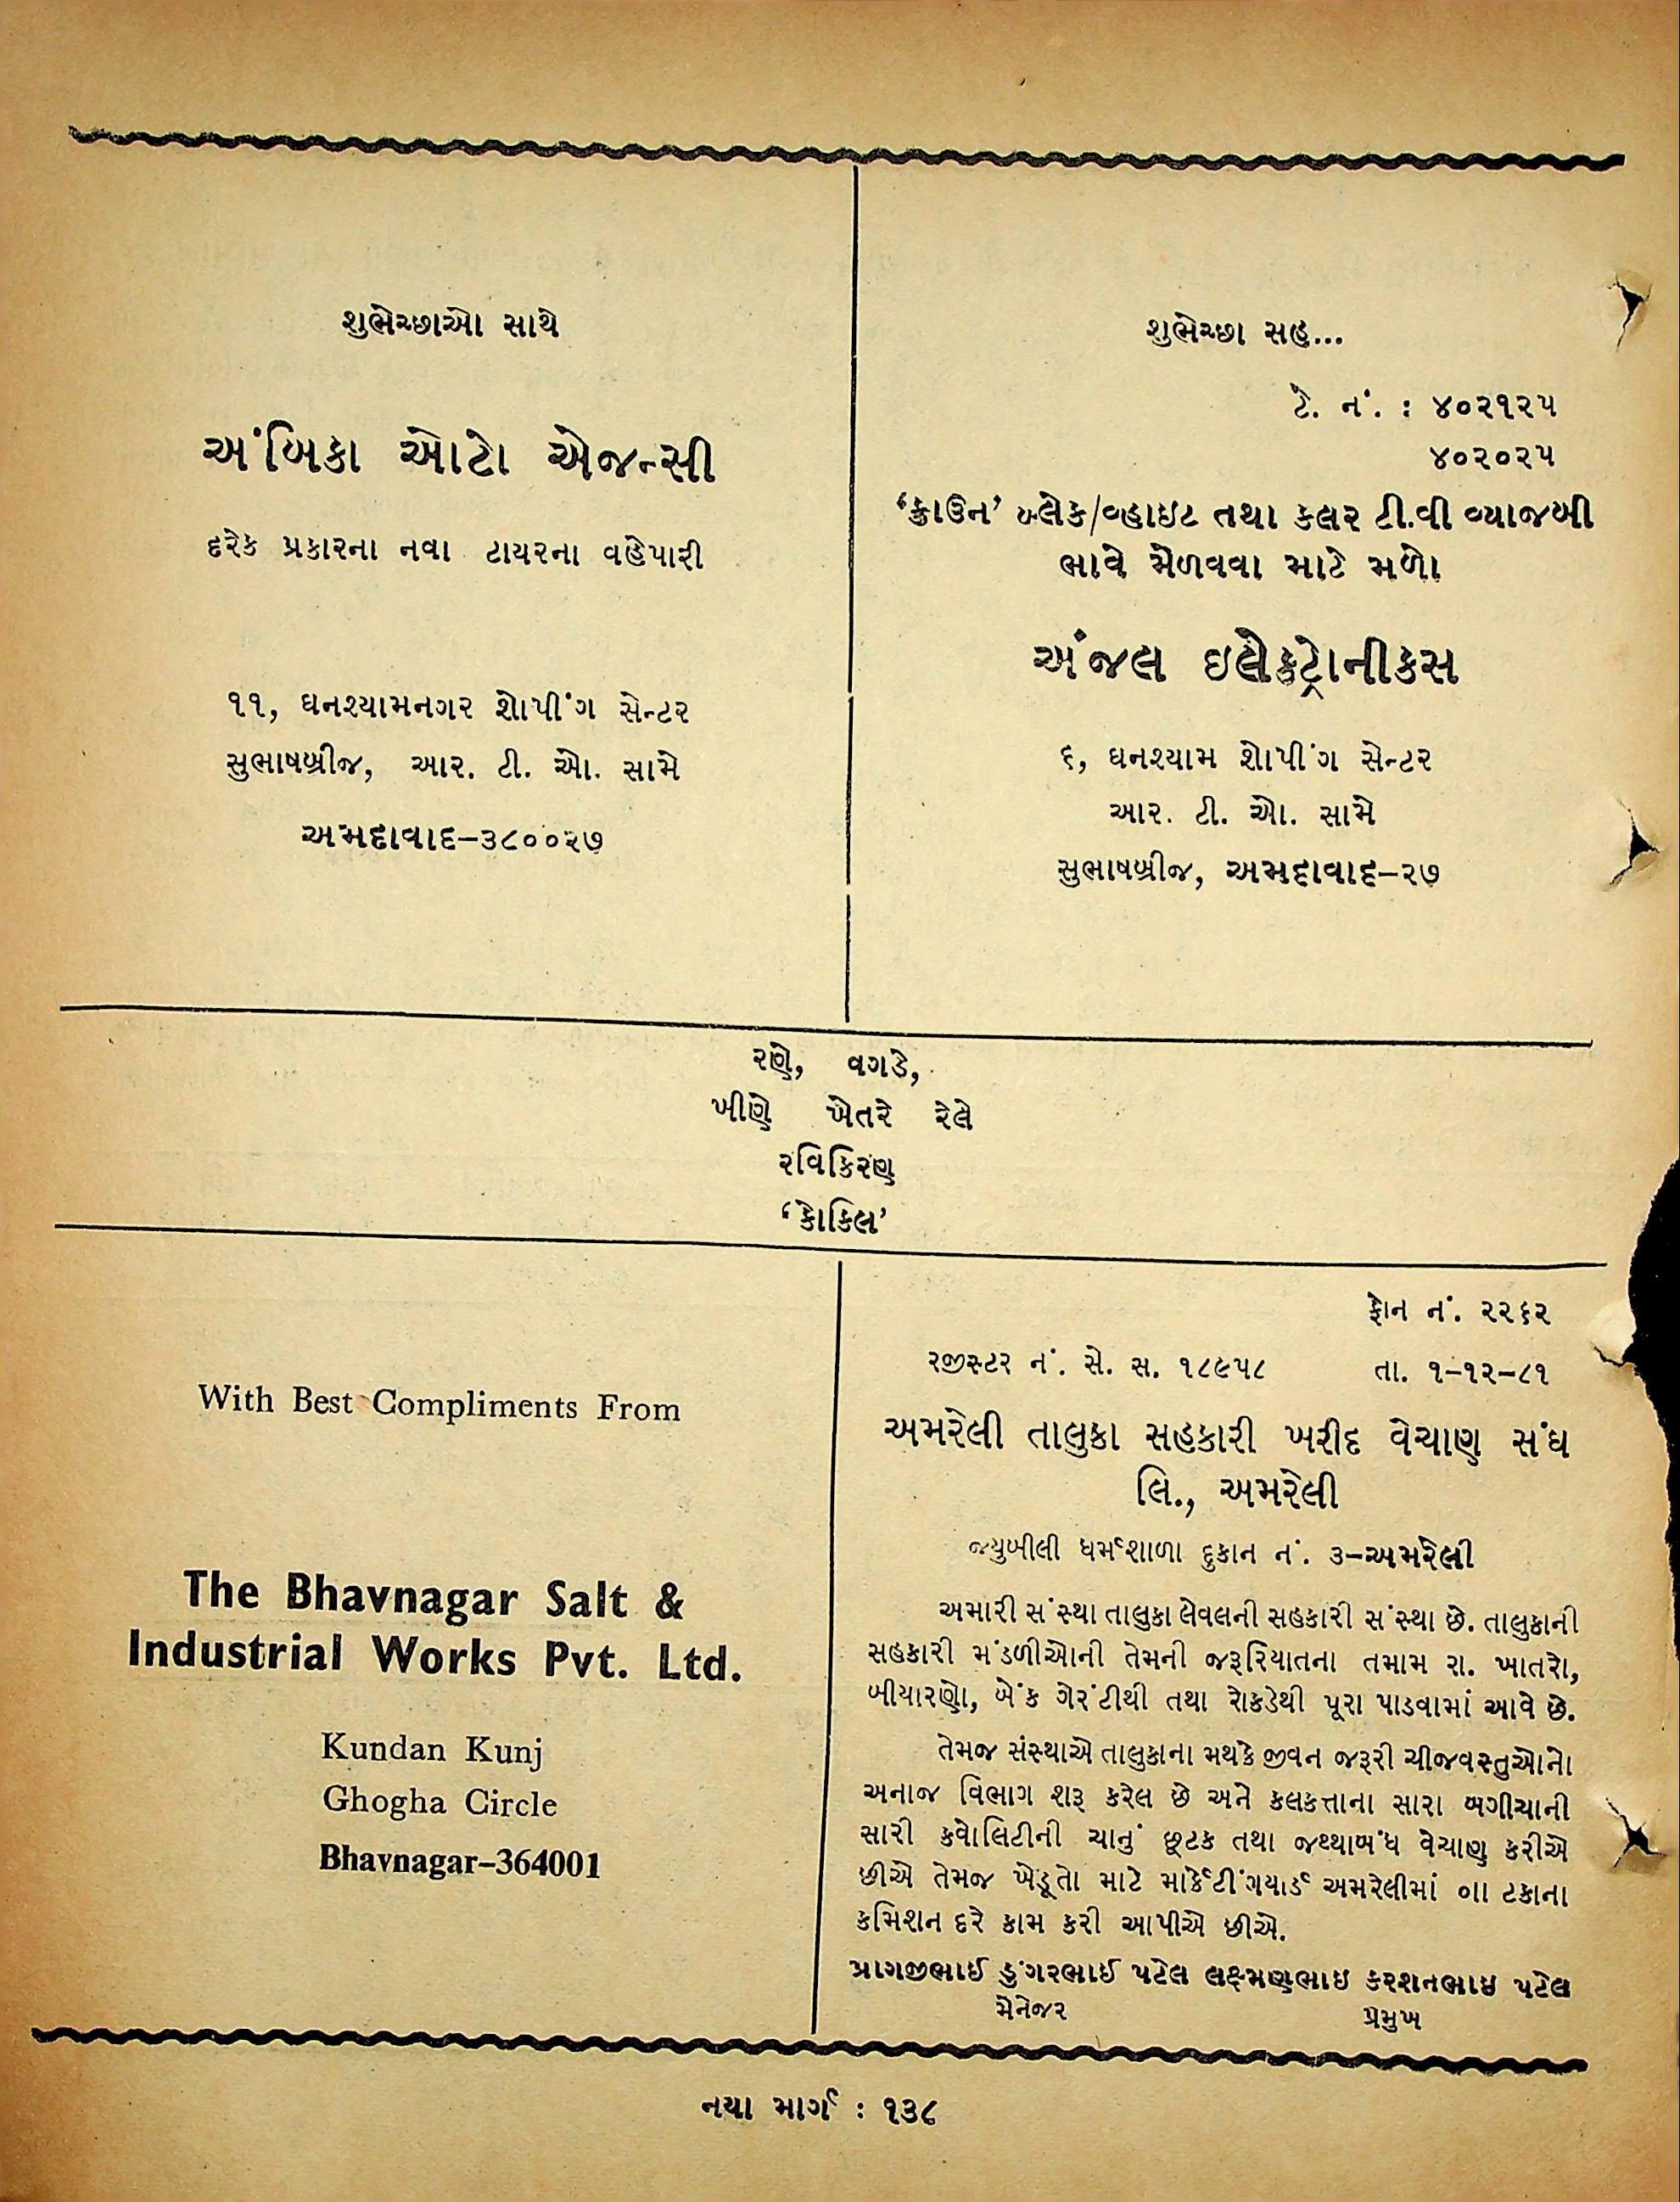 શુભેચ્છાઓ સાથે
અંબિકા ઓટો એજન્સી
દરેક પ્રકારના નવા ટાયરના વહેપારી
૧૧, ઘનશ્યામનગર શોપીંગ સેન્ટર
સુભાષબ્રીજ, આર. ટી. ઓ. સામે
અમદાવાદ–૩૮૦૦૨૭
શુભેચ્છા સહ...
ટે. નં. : ૪૦૨૧૨૫
૪૦૨૦૨૫
‘ક્રાઉન’ બ્લેક/વ્હાઇટ તથા કલર ટી.વી વ્યાજબી
ભાવે મેળવવા માટે મળો
અંજલ ઇલેકટ્રોનીકસ
૬, ઘનશ્યામ શોપીંગ સેન્ટર
આર. ટી. ઓ. સામે
સુભાષબ્રીજ, અમદાવાદ–૨૭
રણે, વગડે,
ખીણે ખેતરે રેલે
રવિકિરણ
‘કોકિલ’
With Best Compliments From
The Bhavnagar Salt &
Industrial Works Pvt. Ltd.
Kundan Kunj
Ghogha Circle
Bhavnagar–364001
ફોન નં. ૨૨૬૨
રજીસ્ટર નં. સે. સ. ૧૮૯૫૮ તા. ૧–૧૨–૮૧
અમરેલી તાલુકા સહકારી ખરીદ વેચાણ સંઘ
લિ., અમરેલી
જ્યુબીલી ધર્મશાળા દુકાન નં. ૩–અમરેલી
અમારી સંસ્થા તાલુકા લેવલની સહકારી સંસ્થા છે. તાલુકાની
સહકારી મંડળીઓની તેમની જરૂરિયાતના તમામ રા. ખાતરો,
બીયારણો, બેંક ગેરંટીથી તથા રોકડેથી પૂરા પાડવામાં આવે છે.
તેમજ સંસ્થાએ તાલુકાના મથકે જીવન જરૂરી ચીજવસ્તુઓનો
અનાજ વિભાગ શરૂ કરેલ છે અને કલકત્તાના સારા બગીચાની
સારી કવોલિટીની ચાનું છૂટક તથા જથ્થાબંધ વેચાણ કરીએ
છીએ તેમજ ખેડૂતો માટે માર્કેટીંગયાર્ડ અમરેલીમાં ૦ાા ટકાના
કમિશન દરે કામ કરી આપીએ છીએ.
પ્રાગજીભાઈ ડુંગરભાઈ પટેલ લક્ષ્મણભાઇ કરશનભાઇ પટેલ
મેનેજર પ્રમુખ
નયા માર્ગ : ૧૩૮